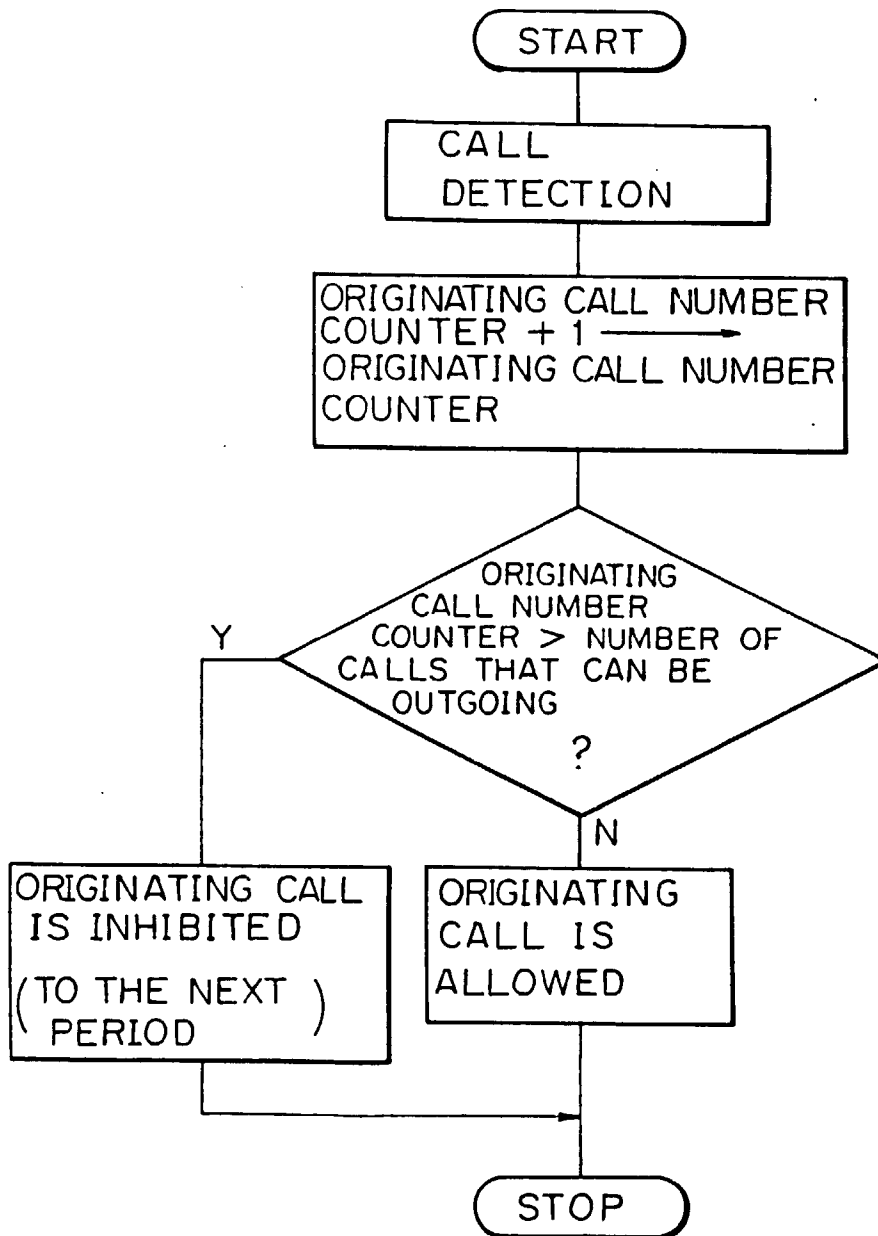 START
CALL
DETECTION
ORIGINATING CALL NUMBER
COUNTER + 1 →
ORIGINATING CALL NUMBER
COUNTER
ORIGINATING
CALL NUMBER
COUNTER > NUMBER OF
CALLS THAT CAN BE
OUTGOING
?
Y
N
ORIGINATING CALL
IS INHIBITED
(TO THE NEXT
PERIOD)
ORIGINATING
CALL IS
ALLOWED
STOP